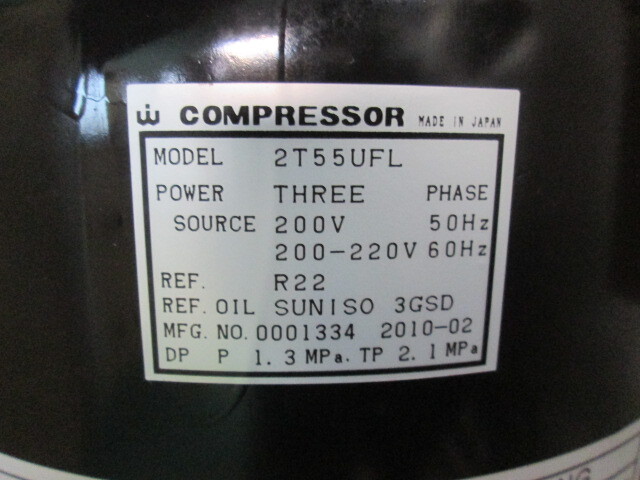 COMPRESSOR MADE IN JAPAN
MODEL 2T55UFL
POWER THREE PHASE
SOURCE 200V 50Hz
200-220V 60Hz
REF. R22
REF. OIL SUNISO 3GSD
MFG. NO. 0001334 2010-02
DP P 1.3 MPa. TP 2.1 MPa